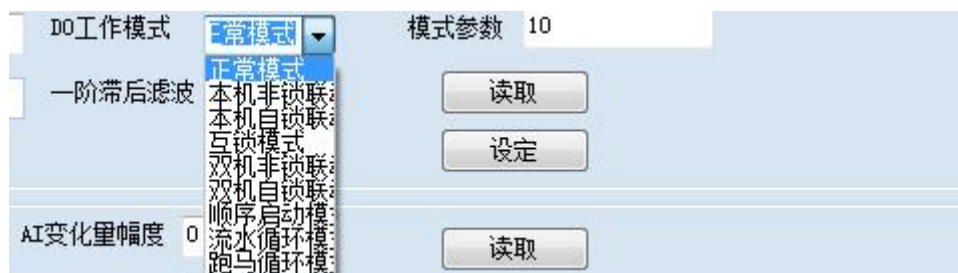 DO工作模式 常模式 模式参数 10
正常模式
一阶滞后滤波 本机非锁联 读取
本机自锁联
互锁模式 设定
双机非锁联
双机自锁联
顺序启动模
AI变化量幅度 0 流水循环模 读取
跑马循环模